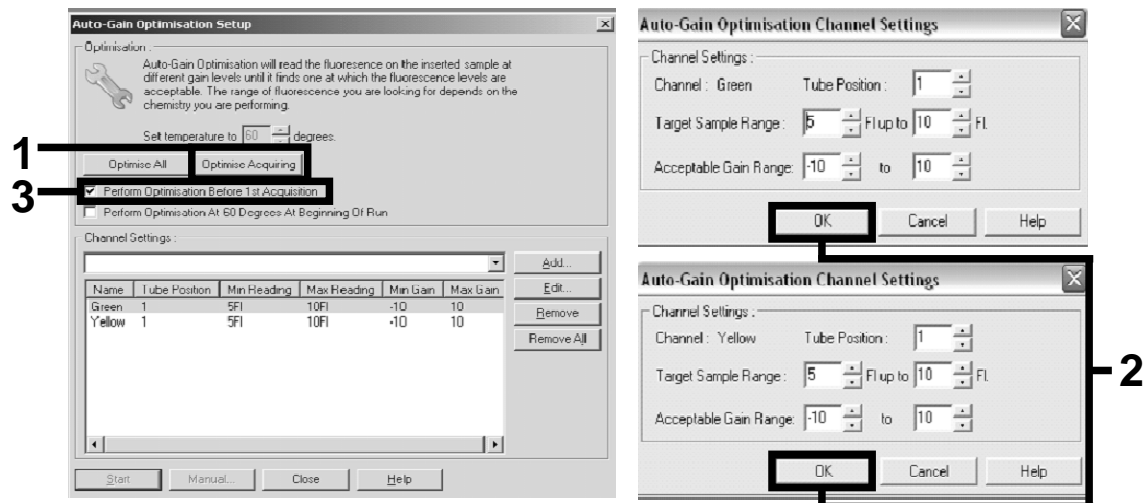 Auto-Gain Optimisation Setup
Optimisation :
Auto-Gain Optimisation will read the fluoresence on the inserted sample at
different gain levels until it finds one at which the fluorescence levels are
acceptable. The range of fluorescence you are looking for depends on the
chemistry you are performing.
Set temperature to 60 degrees.
1
Optimise All Optimise Acquiring
3
Perform Optimisation Before 1st Acquisition
Perform Optimisation At 60 Degrees At Beginning Of Run
Channel Settings :
Add...
Name Tube Position Min Reading Max Reading Min Gain Max Gain
Edit...
Green 1 5Fl 10Fl -10 10
Yellow 1 5Fl 10Fl -10 10
Remove
Remove All
Start Manual... Close Help
Auto-Gain Optimisation Channel Settings
Channel Settings :
Channel : Green Tube Position : 1
Target Sample Range : 5 Fl up to 10 Fl.
Acceptable Gain Range: -10 to 10
OK Cancel Help
Auto-Gain Optimisation Channel Settings
Channel Settings :
Channel : Yellow Tube Position : 1
Target Sample Range : 5 Fl up to 10 Fl.
Acceptable Gain Range: -10 to 10
OK Cancel Help
2